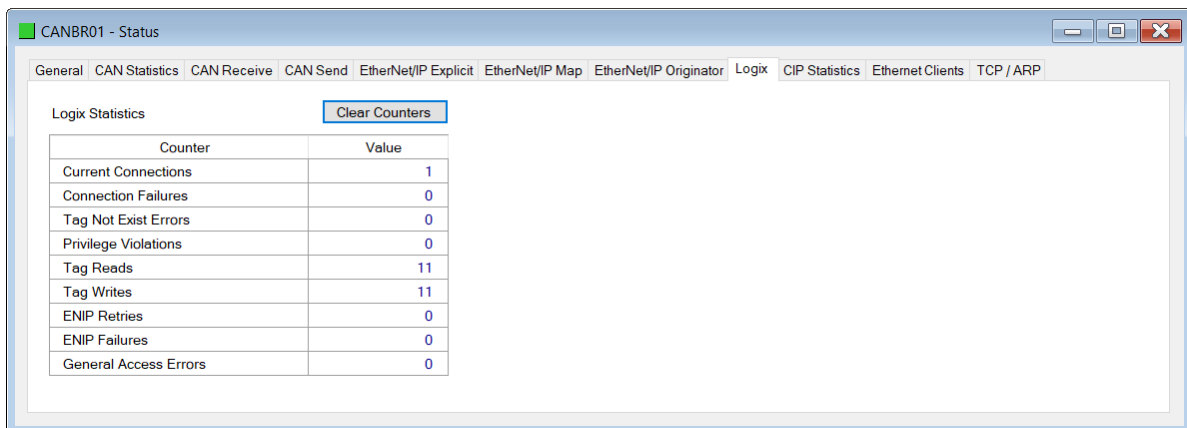 CANBR01 - Status
General CAN Statistics CAN Receive CAN Send EtherNet/IP Explicit EtherNet/IP Map EtherNet/IP Originator Logix CIP Statistics Ethernet Clients TCP / ARP
Logix Statistics Clear Counters
Counter Value
Current Connections 1
Connection Failures 0
Tag Not Exist Errors 0
Privilege Violations 0
Tag Reads 11
Tag Writes 11
ENIP Retries 0
ENIP Failures 0
General Access Errors 0